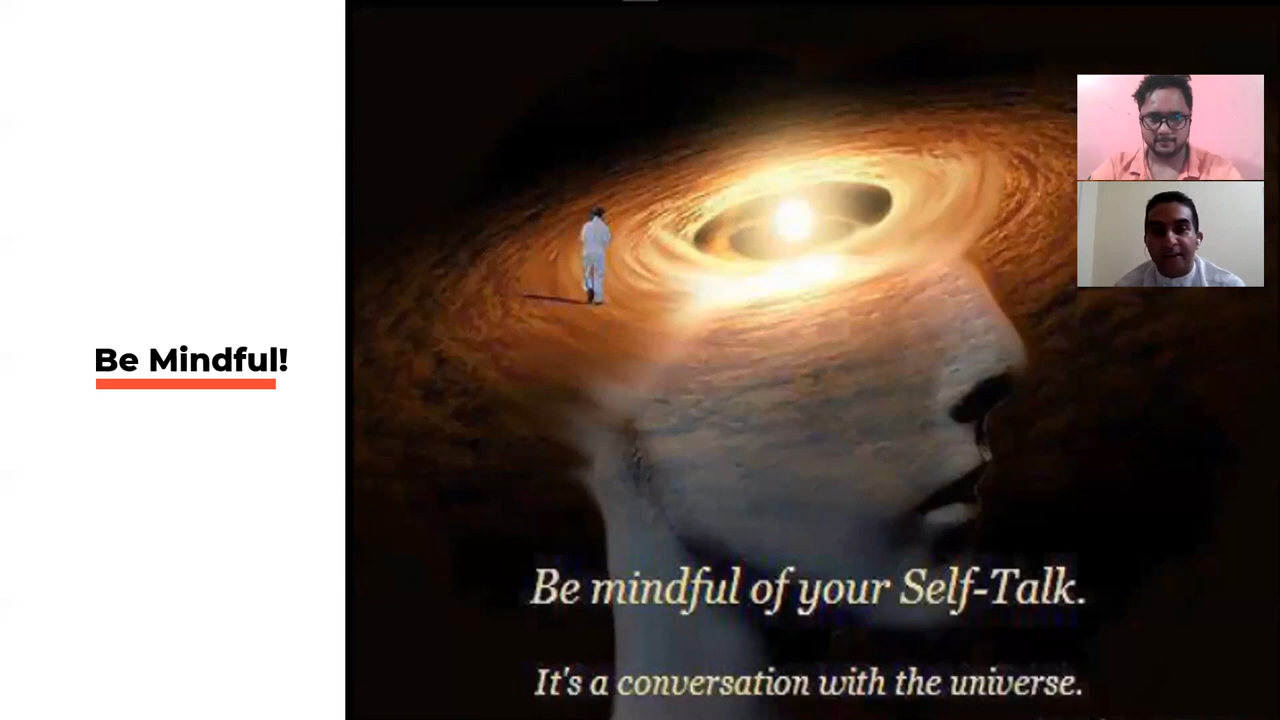 Be Mindful!
Be mindful of your Self-Talk.
It's a conversation with the universe.